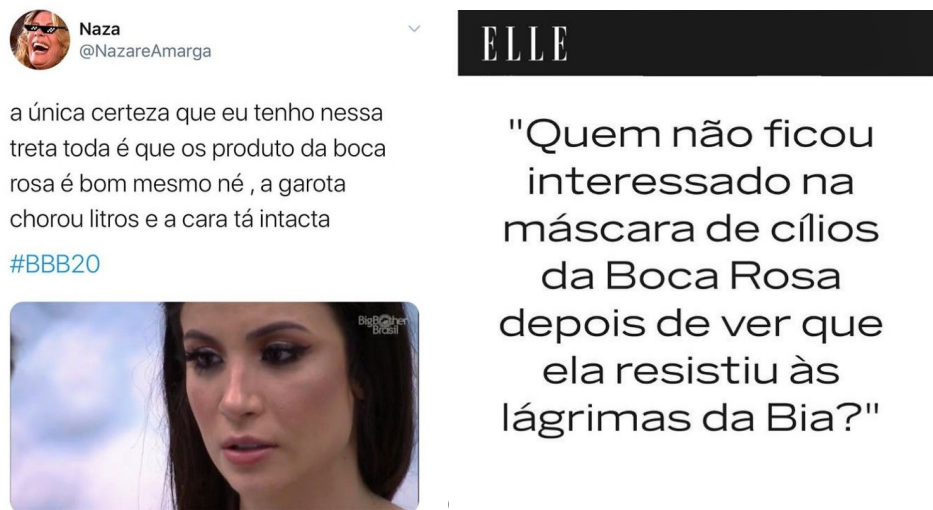 Naza
@NazareAmarga
a única certeza que eu tenho nessa
treta toda é que os produto da boca
rosa é bom mesmo né , a garota
chorou litros e a cara tá intacta
#BBB20
BigBrother
Brasil
ELLE
"Quem não ficou
interessado na
máscara de cílios
da Boca Rosa
depois de ver que
ela resistiu às
lágrimas da Bia?"